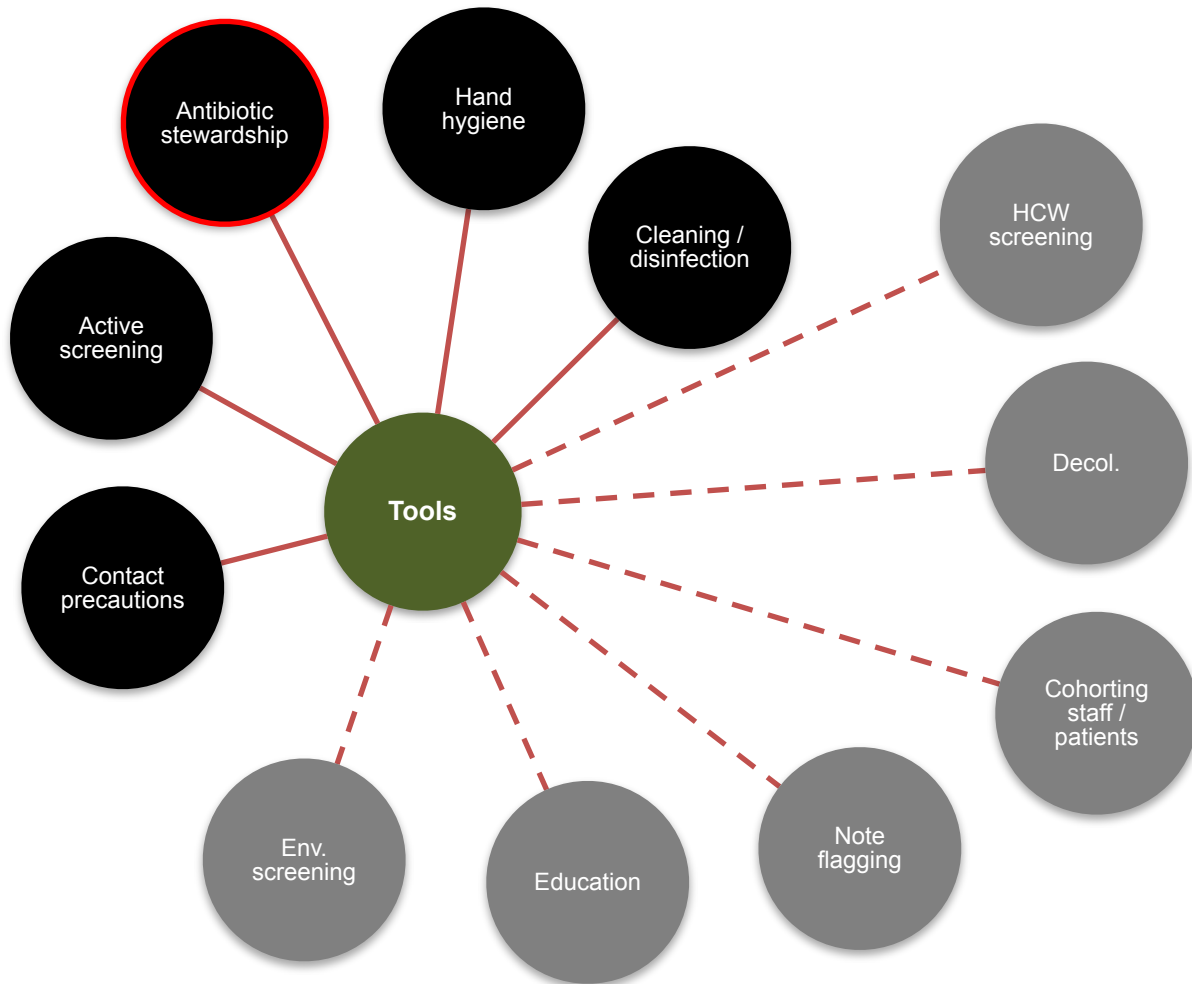 Antibiotic
stewardship
Hand
hygiene
Cleaning /
disinfection
HCW
screening
Active
screening
Decol.
Tools
Contact
precautions
Cohorting
staff /
patients
Env.
screening
Education
Note
flagging